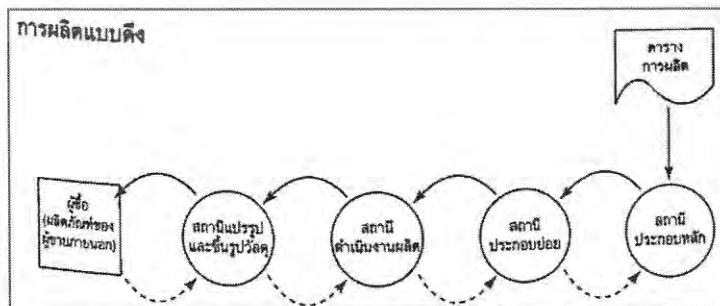 การผลิตแบบดึง
ตาราง
การผลิต
ผู้ซื้อ
(ผลิตภัณฑ์ของ
ผู้ขายภายนอก)
สถานีแปรรูป
และขึ้นรูปวัสดุ
สถานี
ดำเนินงานผลิต
สถานี
ประกอบย่อย
สถานี
ประกอบหลัก